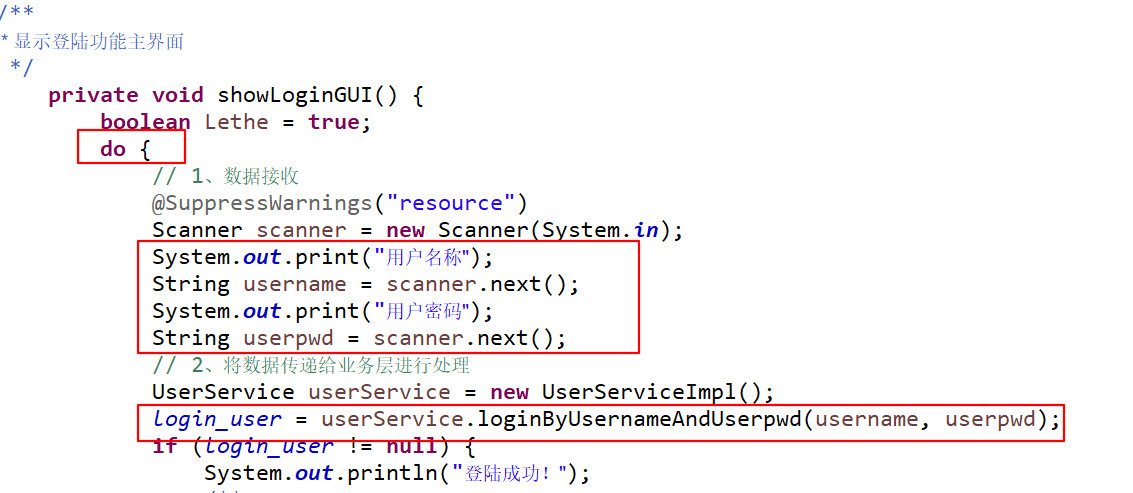 /**
* 显示登陆功能主界面
*/
private void showLoginGUI() {
boolean Lethe = true;
do {
// 1、数据接收
@SuppressWarnings("resource")
Scanner scanner = new Scanner(System.in);
System.out.print("用户名称");
String username = scanner.next();
System.out.print("用户密码");
String userpwd = scanner.next();
// 2、将数据传递给业务层进行处理
UserService userService = new UserServiceImpl();
login_user = userService.loginByUsernameAndUserpwd(username, userpwd);
if (login_user != null) {
System.out.println("登陆成功！");